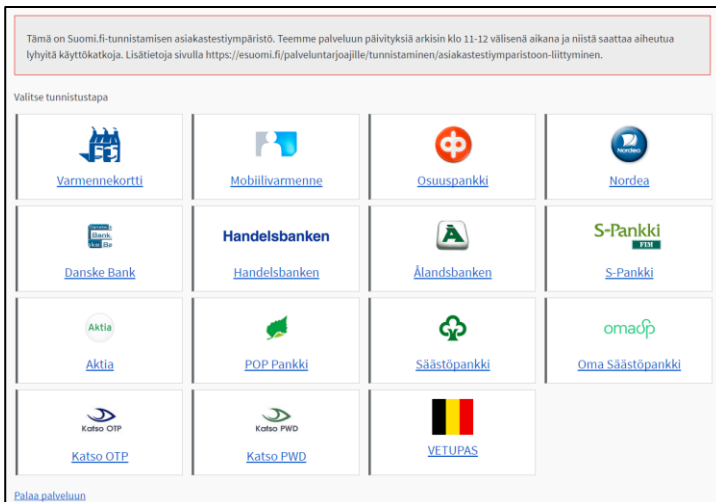 Tämä on Suomi.fi-tunnistamisen asiakastestiympäristö. Teemme palveluun päivityksiä arkisin klo 11-12 välisenä aikana ja niistä saattaa aiheutua
lyhyitä käyttökatkoja. Lisätietoja sivulla https://esuomi.fi/palveluntarjoajille/tunnistaminen/asiakastestiymparistoon-liittyminen.
Valitse tunnistustapa
Varmennekortti
Mobiilivarmenne
Osuuspankki
Nordea
Nordea
Bank
Danske Bank
Handelsbanken
Handelsbanken
Ålandsbanken
S-Pankki
FIM
S-Pankki
Aktia
Aktia
POP Pankki
Säästöpankki
omasp
Oma Säästöpankki
Katso OTP
Katso OTP
Katso PWD
Katso PWD
VETUPAS
Palaa palveluun